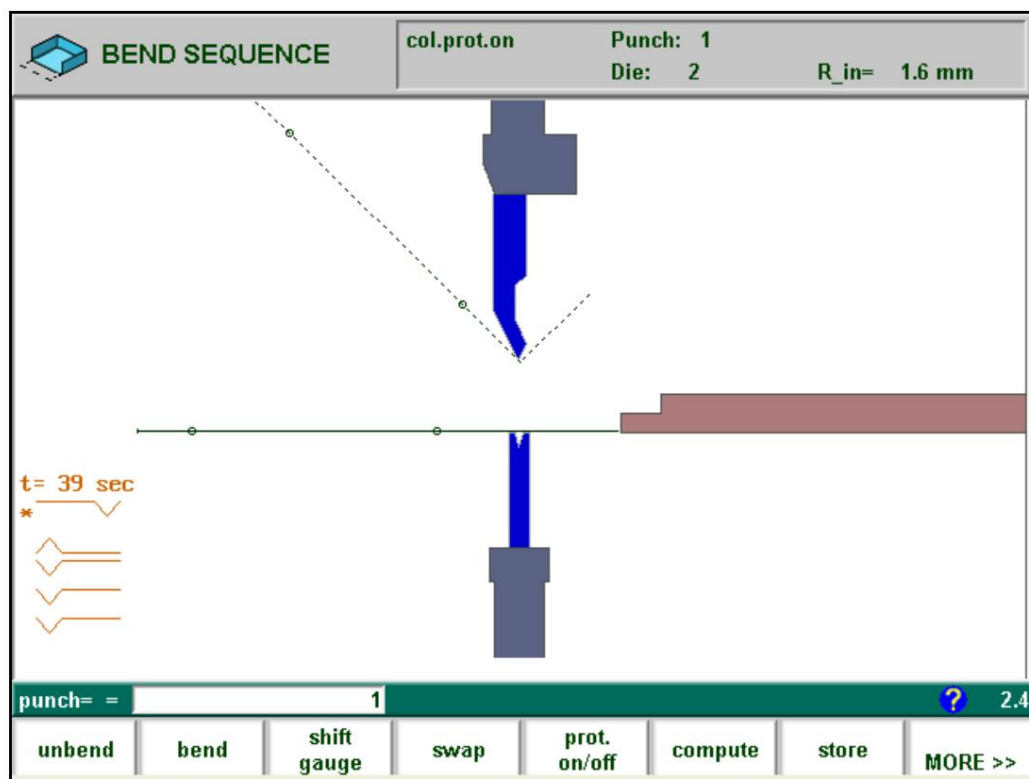 BEND SEQUENCE
col.prot.on Punch: 1
Die: 2 R_in= 1.6 mm
t= 39 sec
*
punch= = 1 ? 2.4
unbend bend shift gauge swap prot. on/off compute store MORE >>